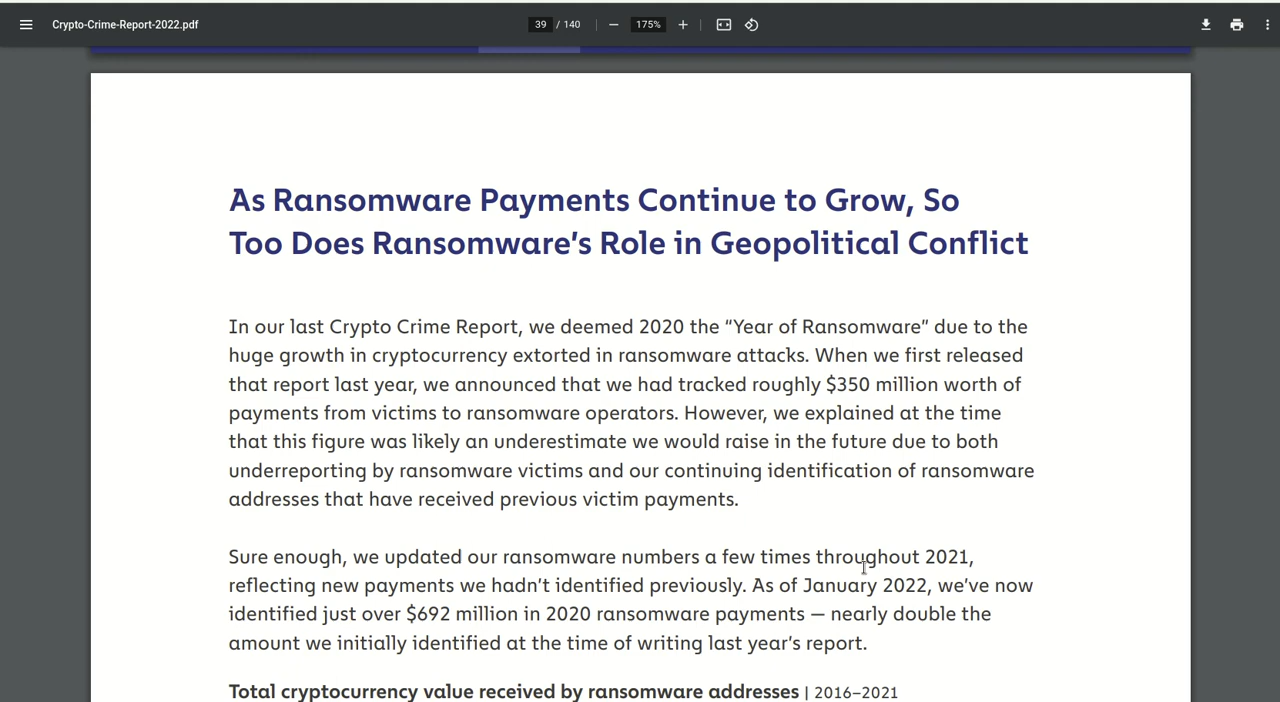 Crypto-Crime-Report-2022.pdf
39 / 140
175%
As Ransomware Payments Continue to Grow, So
Too Does Ransomware’s Role in Geopolitical Conflict
In our last Crypto Crime Report, we deemed 2020 the “Year of Ransomware” due to the
huge growth in cryptocurrency extorted in ransomware attacks. When we first released
that report last year, we announced that we had tracked roughly $350 million worth of
payments from victims to ransomware operators. However, we explained at the time
that this figure was likely an underestimate we would raise in the future due to both
underreporting by ransomware victims and our continuing identification of ransomware
addresses that have received previous victim payments.
Sure enough, we updated our ransomware numbers a few times throughout 2021,
reflecting new payments we hadn’t identified previously. As of January 2022, we’ve now
identified just over $692 million in 2020 ransomware payments — nearly double the
amount we initially identified at the time of writing last year’s report.
Total cryptocurrency value received by ransomware addresses | 2016–2021